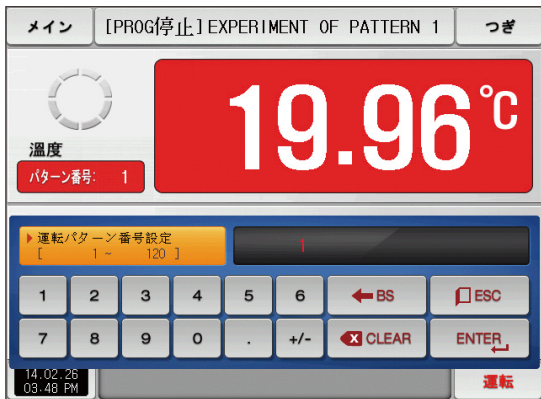 メイン [PROG停止] EXPERIMENT OF PATTERN 1 つぎ
19.96℃
温度
パターン番号: 1
運転パターン番号設定
[ 1 ~ 120 ]
1
1 2 3 4 5 6 BS ESC
7 8 9 0 . +/- CLEAR ENTER
14.02.26
03:48 PM
運転